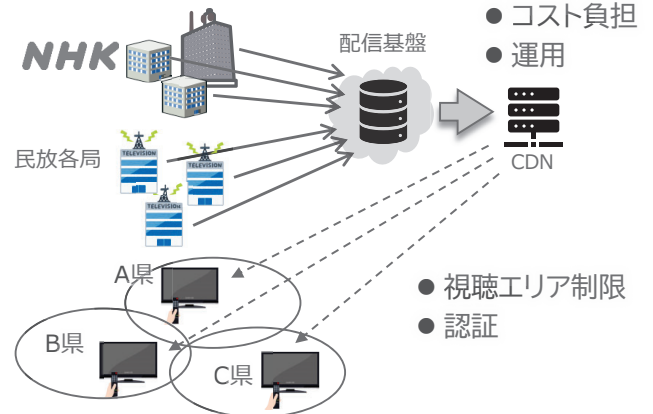 NHK
配信基盤
● コスト負担
● 運用
CDN
民放各局
TELEVISION
TELEVISION
TELEVISION
A県
B県
C県
● 視聴エリア制限
● 認証